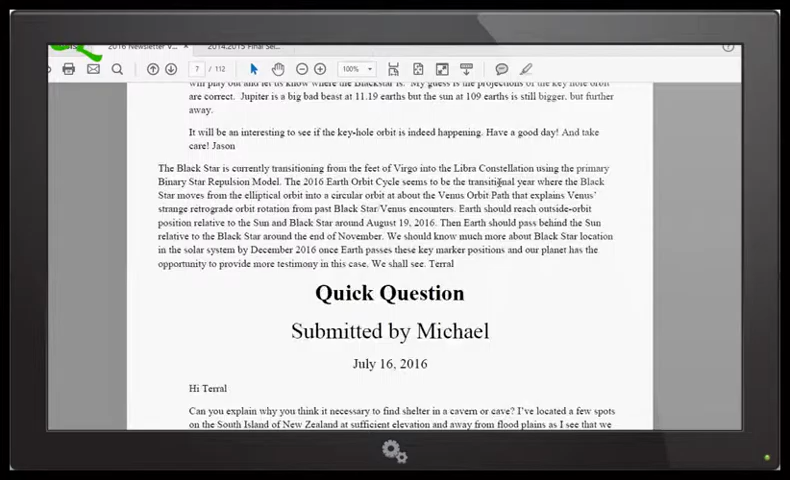 2016 Newsletter V... × 2014.2015 Final Sei...
7 / 112 100%
will play out and let us know where the Blackstar is. My guess is the projections of the key hole orbit
are correct. Jupiter is a big bad beast at 11.19 earths but the sun at 109 earths is still bigger. but further
away.
It will be an interesting to see if the key-hole orbit is indeed happening. Have a good day! And take
care! Jason
The Black Star is currently transitioning from the feet of Virgo into the Libra Constellation using the primary
Binary Star Repulsion Model. The 2016 Earth Orbit Cycle seems to be the transitional year where the Black
Star moves from the elliptical orbit into a circular orbit at about the Venus Orbit Path that explains Venus'
strange retrograde orbit rotation from past Black Star/Venus encounters. Earth should reach outside-orbit
position relative to the Sun and Black Star around August 19, 2016. Then Earth should pass behind the Sun
relative to the Black Star around the end of November. We should know much more about Black Star location
in the solar system by December 2016 once Earth passes these key marker positions and our planet has the
opportunity to provide more testimony in this case. We shall see. Terral
Quick Question
Submitted by Michael
July 16, 2016
Hi Terral
Can you explain why you think it necessary to find shelter in a cavern or cave? I've located a few spots
on the South Island of New Zealand at sufficient elevation and away from flood plains as I see that we